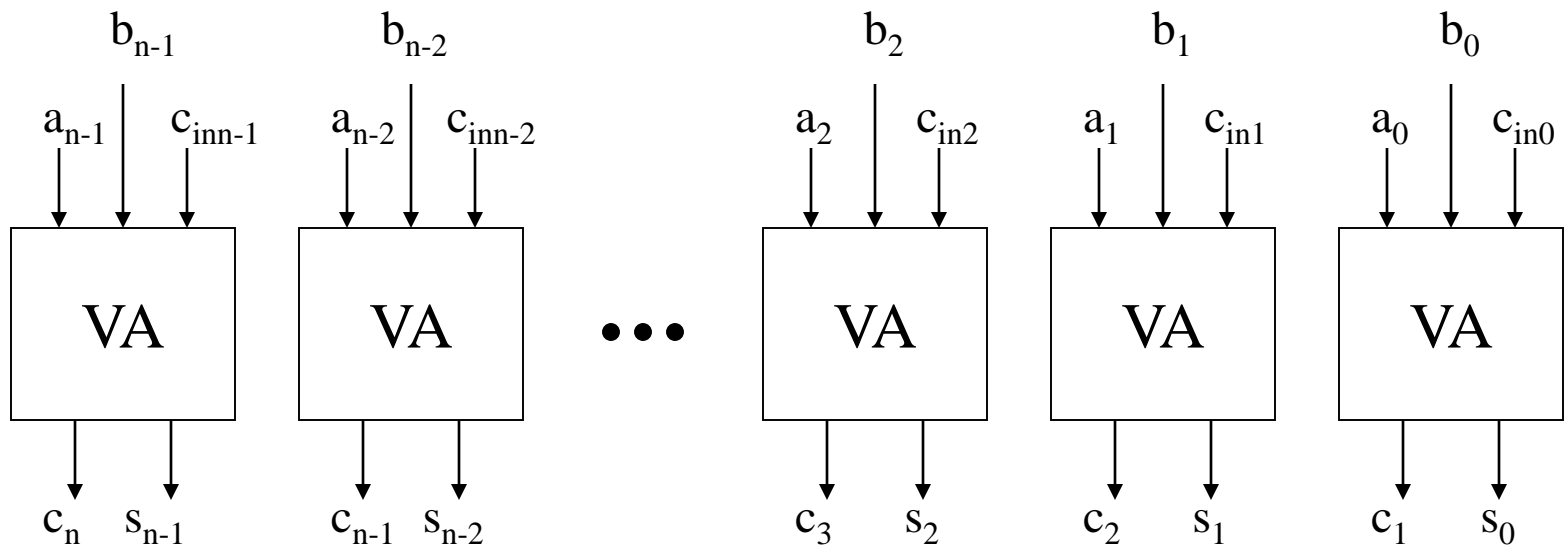 b_{n-1} b_{n-2} b_2 b_1 b_0
a_{n-1} c_{inn-1} a_{n-2} c_{inn-2} a_2 c_{in2} a_1 c_{in1} a_0 c_{in0}
VA VA ••• VA VA VA
c_n s_{n-1} c_{n-1} s_{n-2} c_3 s_2 c_2 s_1 c_1 s_0